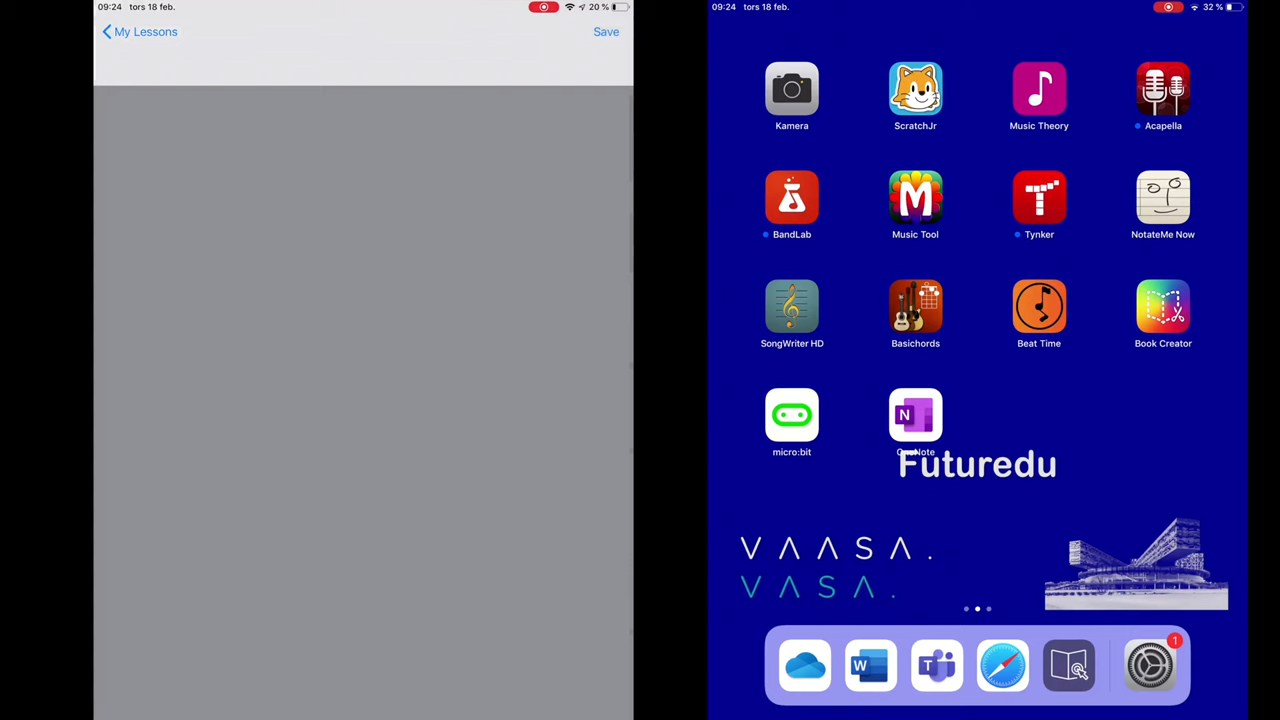 09:24 tors 18 feb. 20 %
My Lessons Save
09:24 tors 18 feb. 32 %
Kamera ScratchJr Music Theory Acapella
BandLab Music Tool Tynker NotateMe Now
SongWriter HD Basichords Beat Time Book Creator
micro:bit OneNote
Futuredu
VAASA.
VASA.
1